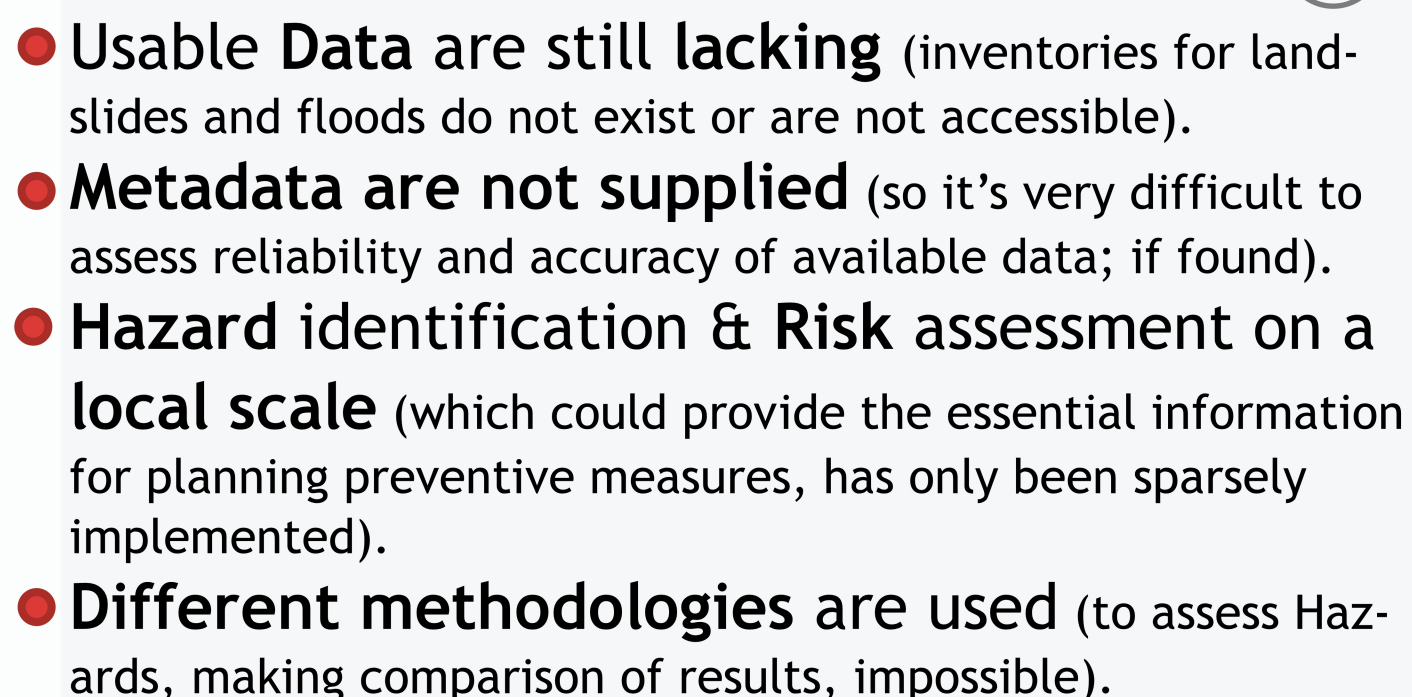 Usable Data are still lacking (inventories for land-
slides and floods do not exist or are not accessible).
Metadata are not supplied (so it’s very difficult to
assess reliability and accuracy of available data; if found).
Hazard identification & Risk assessment on a
local scale (which could provide the essential information
for planning preventive measures, has only been sparsely
implemented).
Different methodologies are used (to assess Haz-
ards, making comparison of results, impossible).